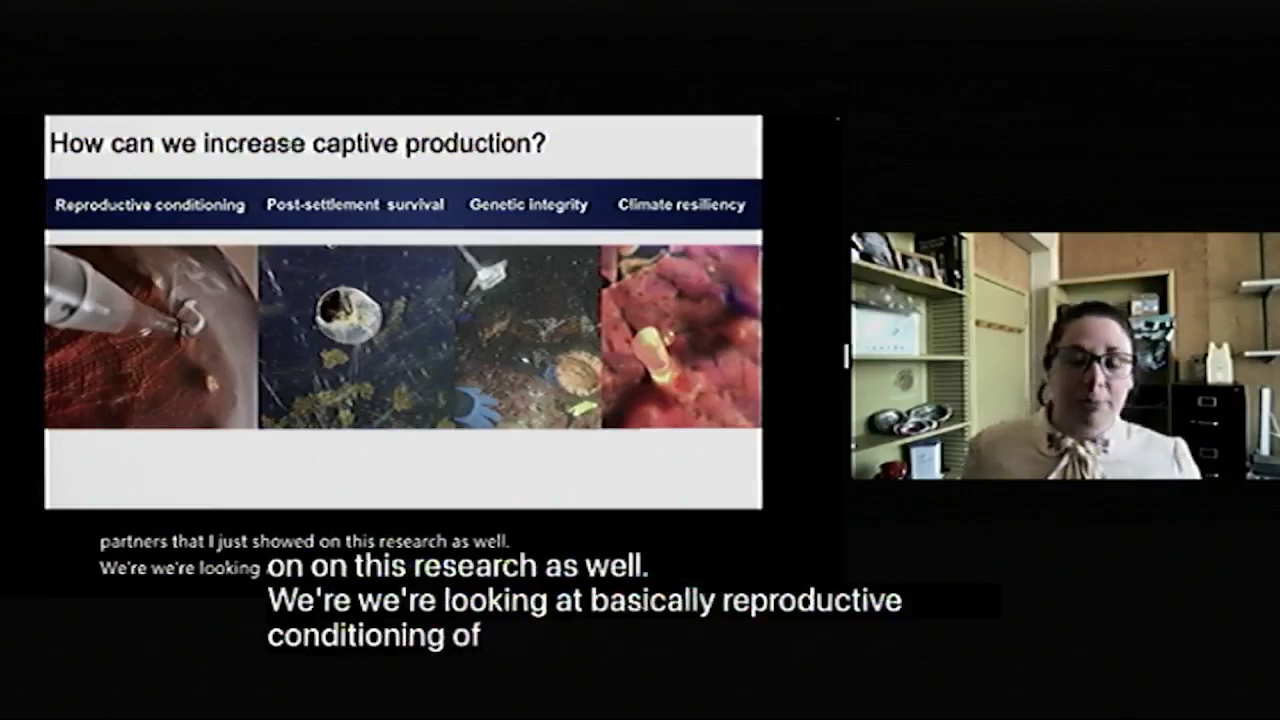 How can we increase captive production?
Reproductive conditioning Post-settlement survival Genetic integrity Climate resiliency
partners that I just showed on this research as well.
We're we're looking
on on this research as well.
We're we're looking at basically reproductive
conditioning of